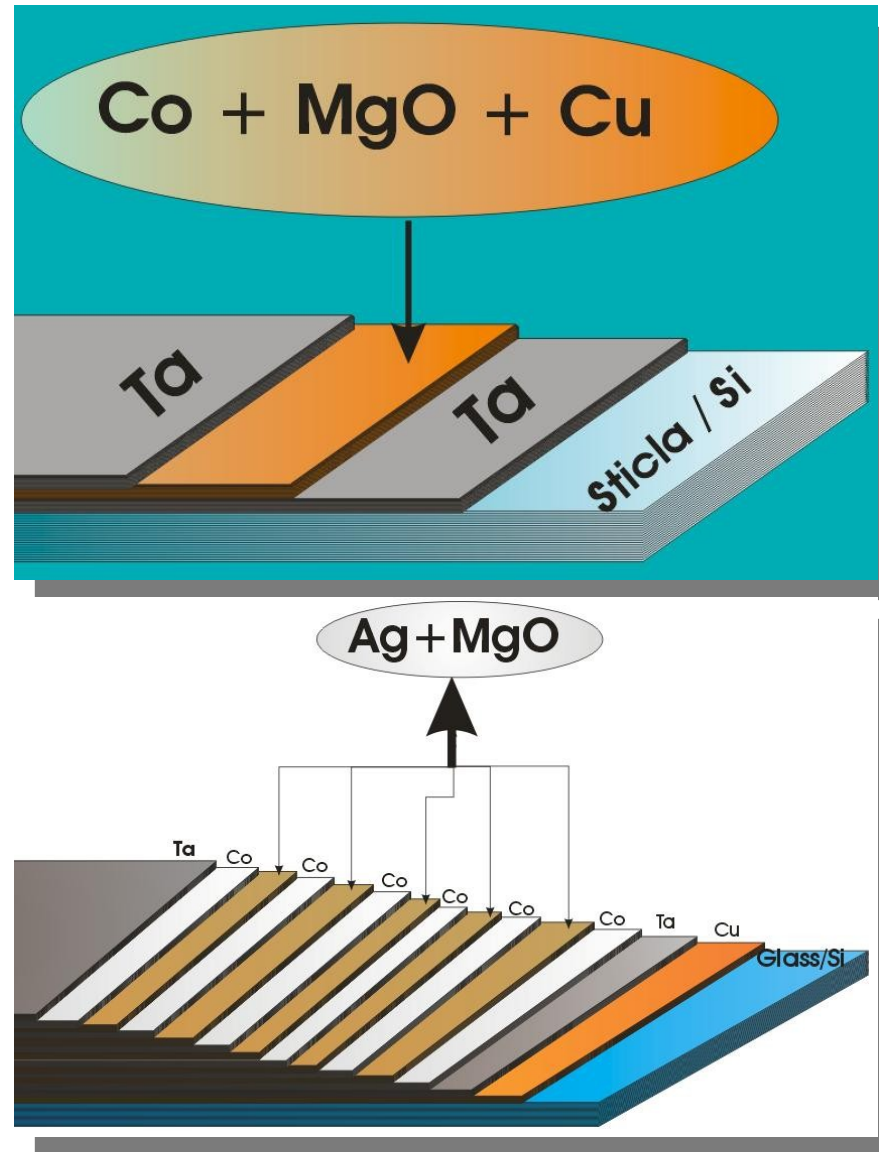 Co + MgO + Cu
Ta
Ta
Sticla / Si
Ag+MgO
Ta
Co
Co
Co
Co
Co
Co
Ta
Cu
Glass/Si